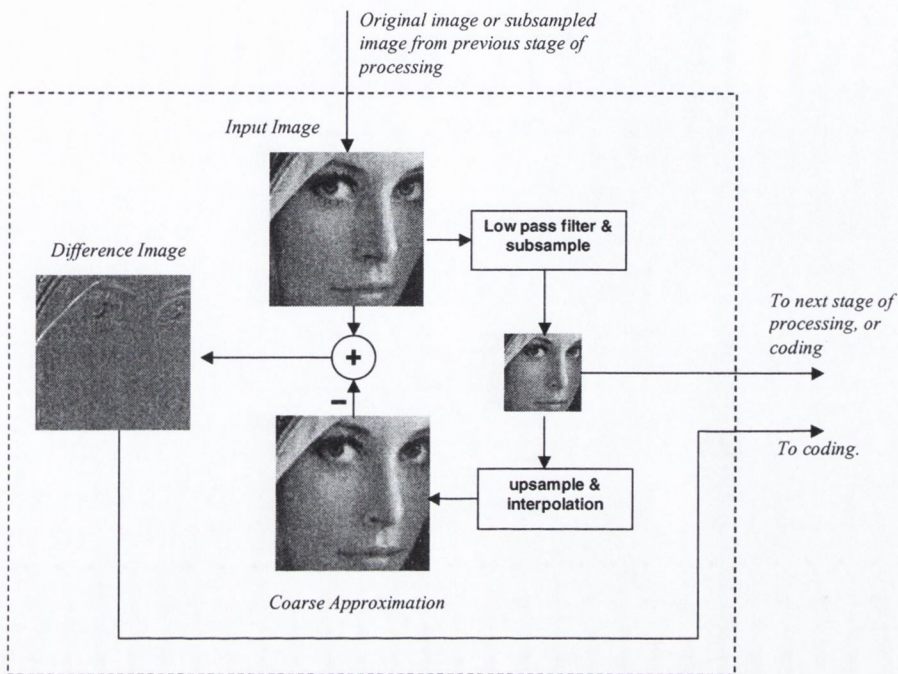 Original image or subsampled
image from previous stage of
processing
Input Image
Low pass filter &
subsample
Difference Image
To next stage of
processing, or
coding
+
−
To coding.
upsample &
interpolation
Coarse Approximation